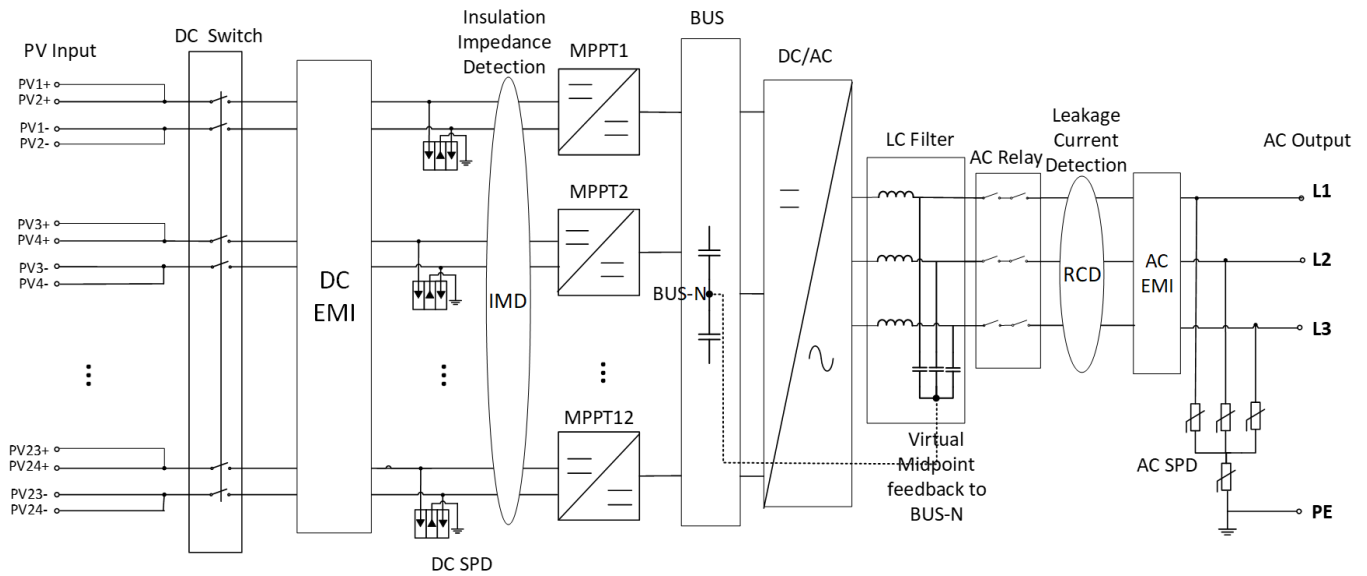 PV Input
DC Switch
Insulation
Impedance
Detection
MPPT1
BUS
DC/AC
PV1+
PV2+
PV1-
PV2-
LC Filter
AC Relay
Leakage
Current
Detection
AC Output
L1
MPPT2
PV3+
PV4+
PV3-
PV4-
DC
EMI
IMD
BUS-N
RCD
AC
EMI
L2
L3
MPPT12
PV23+
PV24+
PV23-
PV24-
DC SPD
Virtual
Midpoint
feedback to
BUS-N
AC SPD
PE